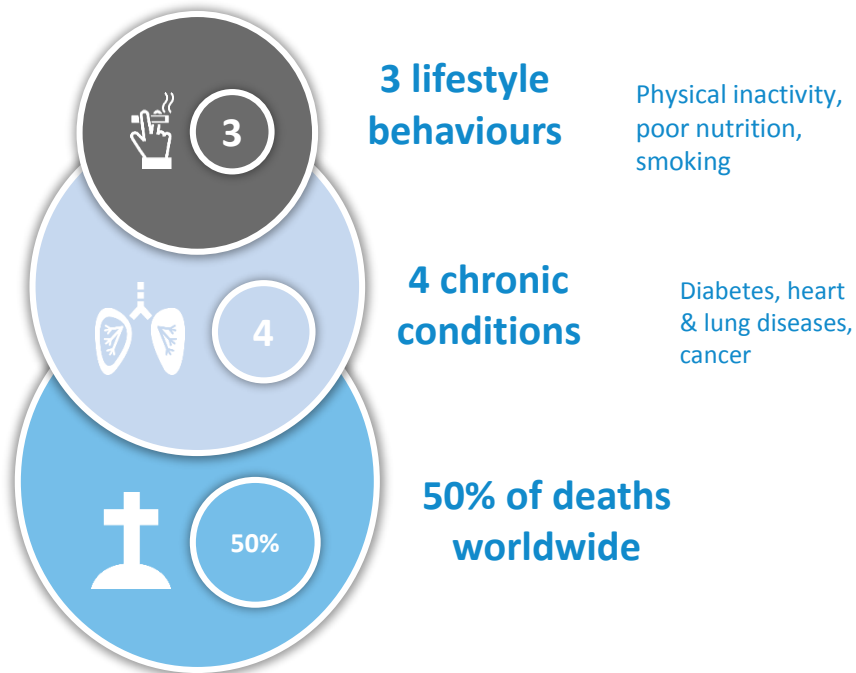 3
3 lifestyle
behaviours
Physical inactivity,
poor nutrition,
smoking
4
4 chronic
conditions
Diabetes, heart
& lung diseases,
cancer
50%
50% of deaths
worldwide